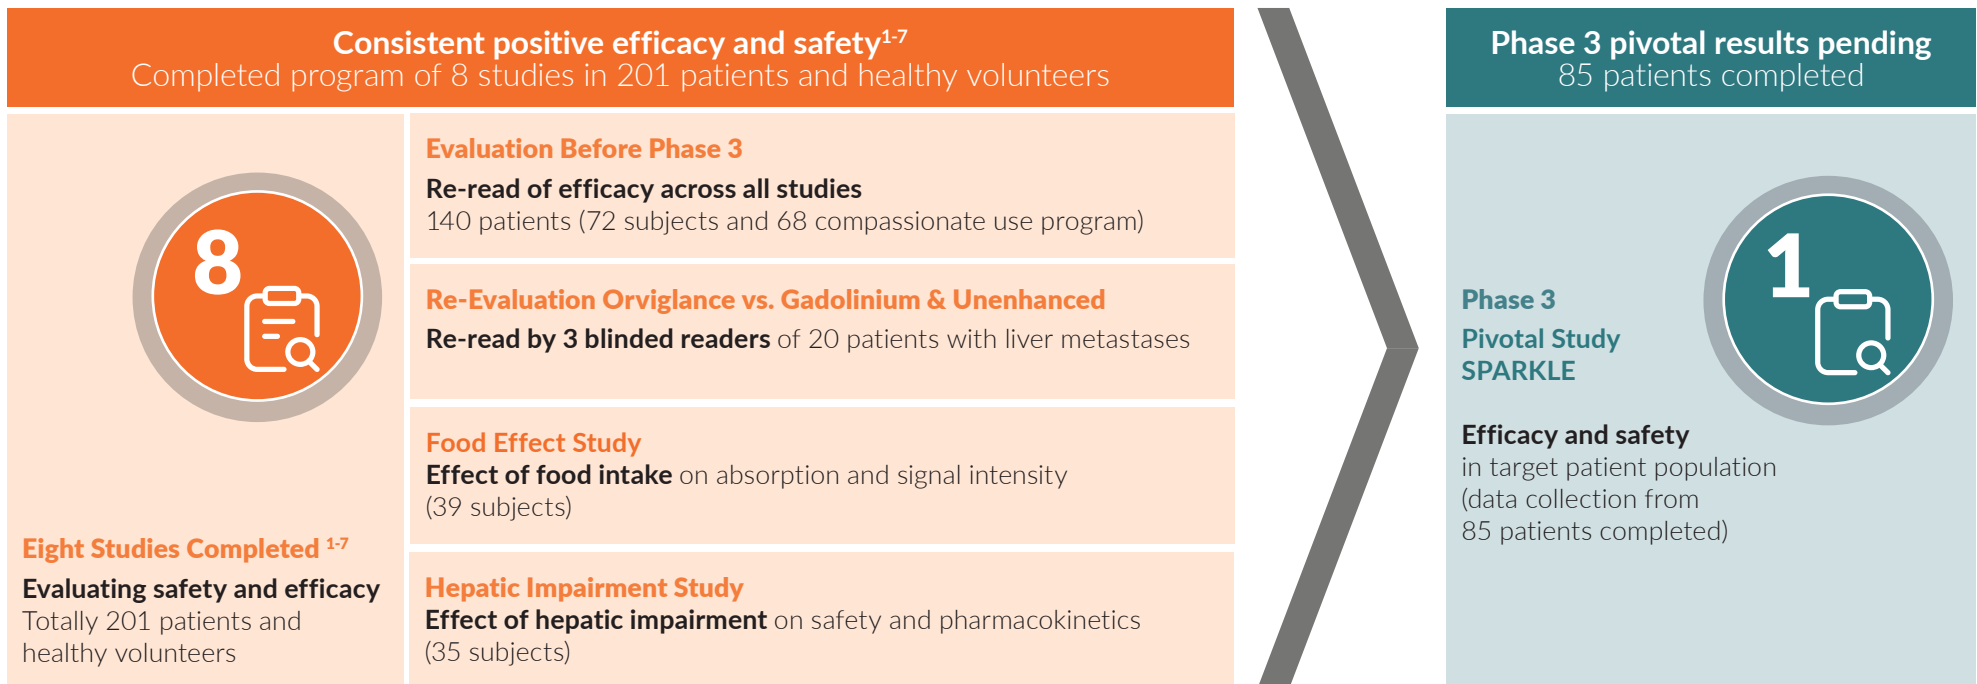 Consistent positive efficacy and safety1-7
Completed program of 8 studies in 201 patients and healthy volunteers
8
Eight Studies Completed 1-7
Evaluating safety and efficacy
Totally 201 patients and
healthy volunteers
Evaluation Before Phase 3
Re-read of efficacy across all studies
140 patients (72 subjects and 68 compassionate use program)
Re-Evaluation Orviglance vs. Gadolinium & Unenhanced
Re-read by 3 blinded readers of 20 patients with liver metastases
Food Effect Study
Effect of food intake on absorption and signal intensity
(39 subjects)
Hepatic Impairment Study
Effect of hepatic impairment on safety and pharmacokinetics
(35 subjects)
Phase 3 pivotal results pending
85 patients completed
1
Phase 3
Pivotal Study
SPARKLE
Efficacy and safety
in target patient population
(data collection from
85 patients completed)